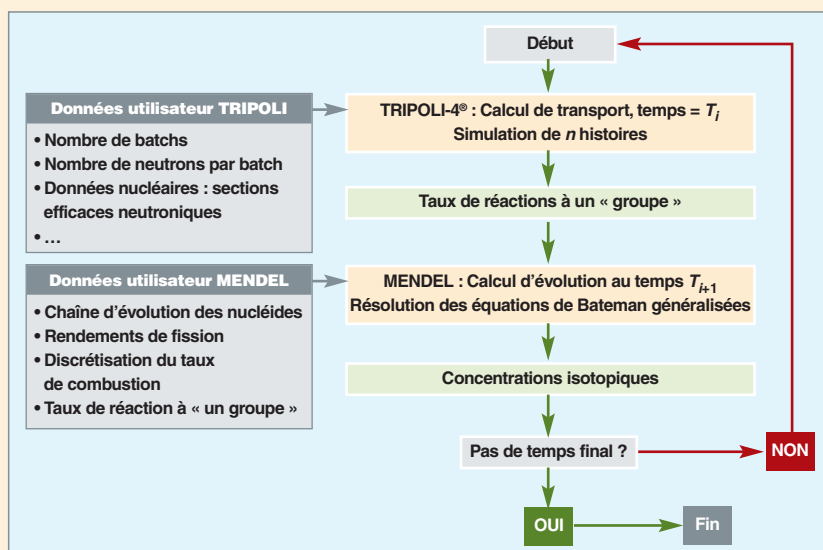 Début
Données utilisateur TRIPOLI
• Nombre de batchs
• Nombre de neutrons par batch
• Données nucléaires : sections
efficaces neutroniques
• …
TRIPOLI-4® : Calcul de transport, temps = Ti
Simulation de n histoires
Taux de réactions à un « groupe »
Données utilisateur MENDEL
• Chaîne d'évolution des nucléides
• Rendements de fission
• Discrétisation du taux
de combustion
• Taux de réaction à « un groupe »
MENDEL : Calcul d'évolution au temps Ti+1
Résolution des équations de Bateman généralisées
Concentrations isotopiques
Pas de temps final ?
NON
OUI
Fin